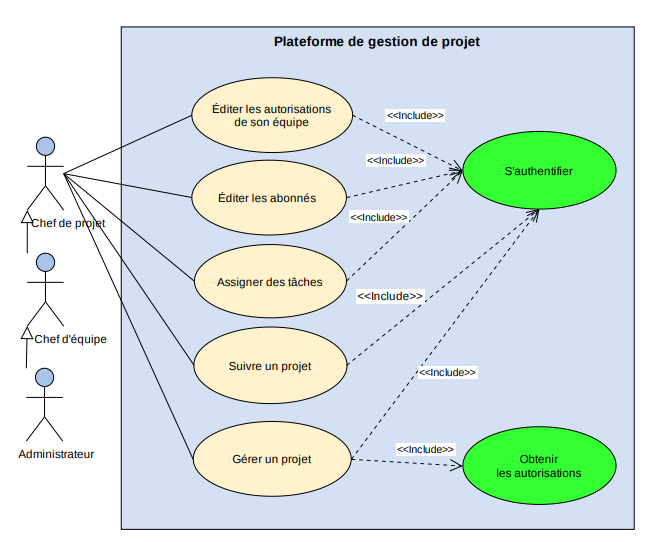 Plateforme de gestion de projet
Éditer les autorisations
de son équipe
<<Include>>
<<Include>>
S'authentifier
Éditer les abonnés
<<Include>>
Chef de projet
Assigner des tâches
<<Include>>
Chef d'équipe
Suivre un projet
<<Include>>
Administrateur
Gérer un projet
<<Include>>
Obtenir
les autorisations